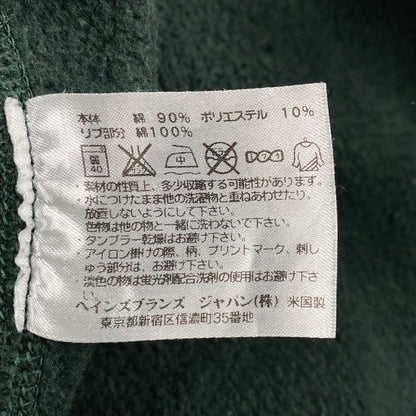 本体 綿 90% ポリエステル 10%
リブ部分 綿100%
弱
40
中
・素材の性質上、多少収縮する可能性があります。
・水につけたまま他の洗濯物と重ねあわせたり、
放置しないようにして下さい。
・色物は他の物と一緒に洗わないで下さい。
・タンブラー乾燥はお避け下さい。
・アイロン掛けの際、柄、プリントマーク、刺し
ゅう部分は、お避け下さい。
・淡色の物は蛍光剤配合洗剤の使用はお避け下さい。
ヘインズブランズ ジャパン(株) 米国製
東京都新宿区信濃町35番地